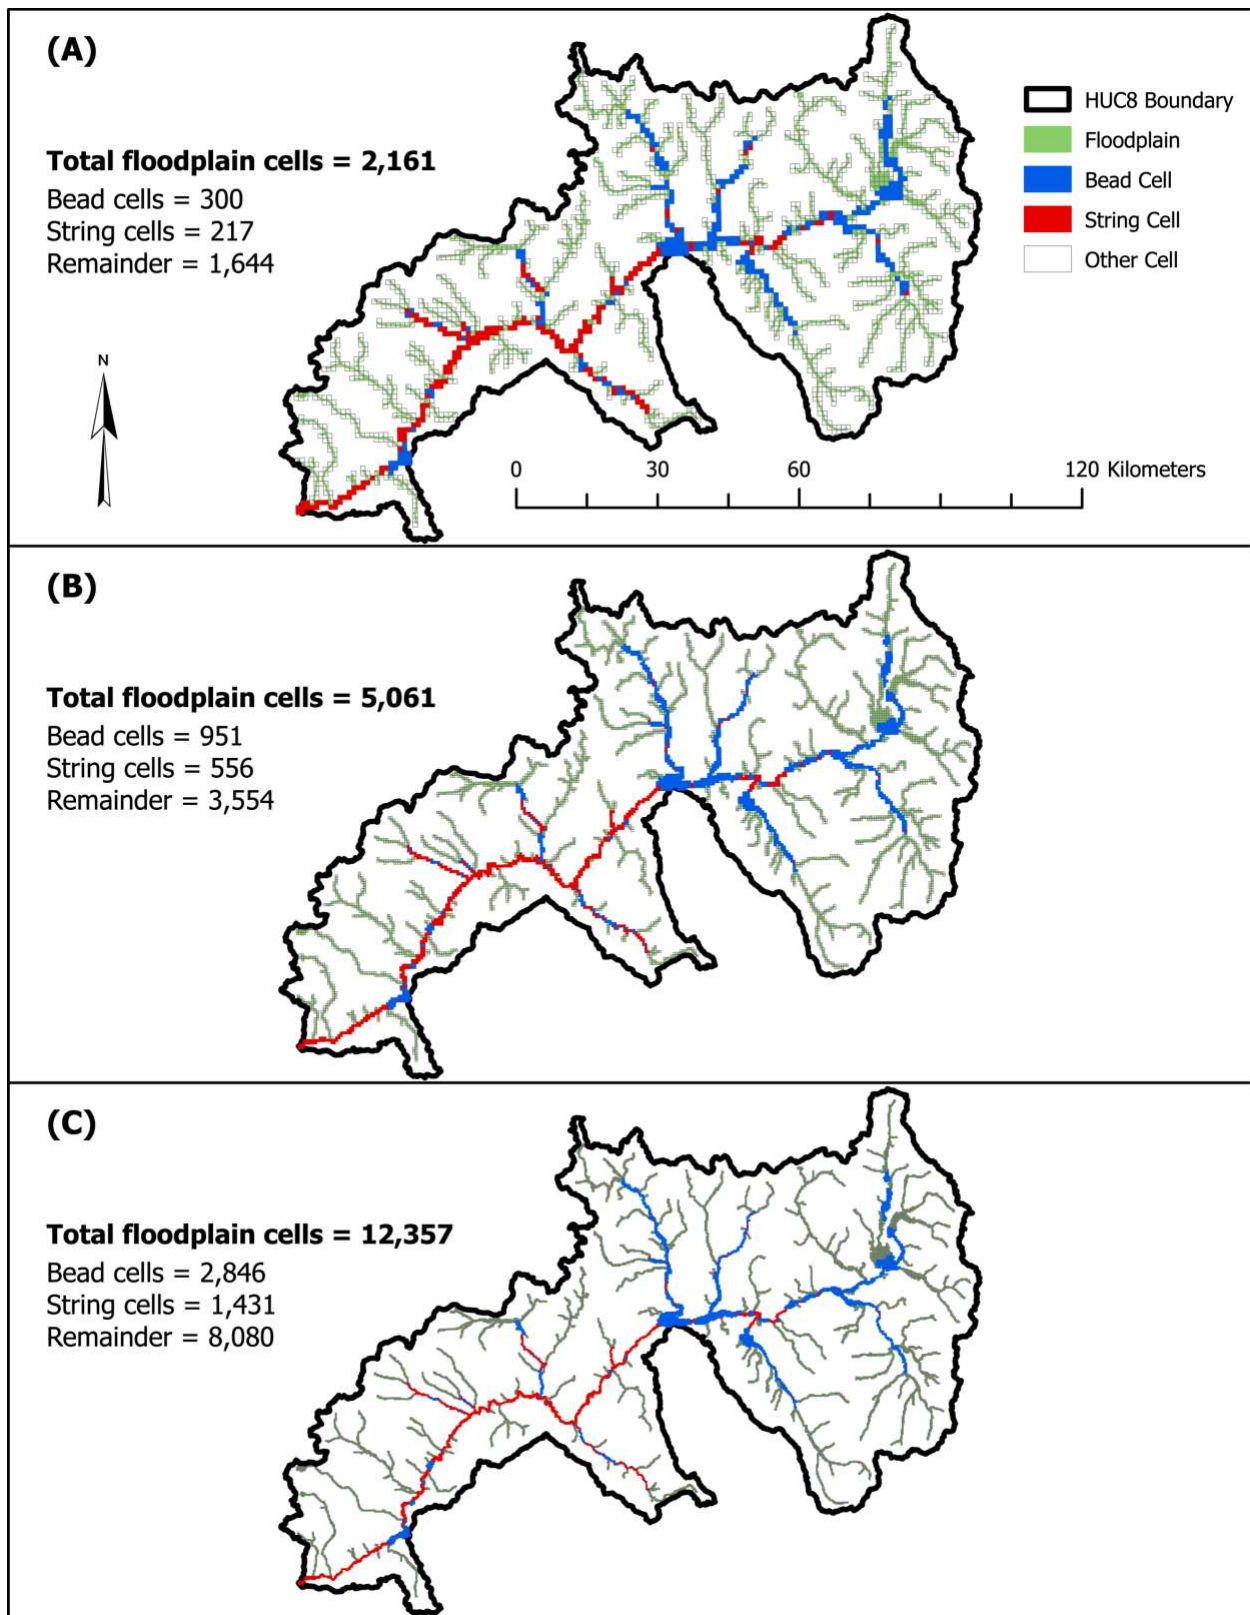 (A)
Total floodplain cells = 2,161
Bead cells = 300
String cells = 217
Remainder = 1,644
HUC8 Boundary
Floodplain
Bead Cell
String Cell
Other Cell
N
0 30 60 120 Kilometers
(B)
Total floodplain cells = 5,061
Bead cells = 951
String cells = 556
Remainder = 3,554
(C)
Total floodplain cells = 12,357
Bead cells = 2,846
String cells = 1,431
Remainder = 8,080